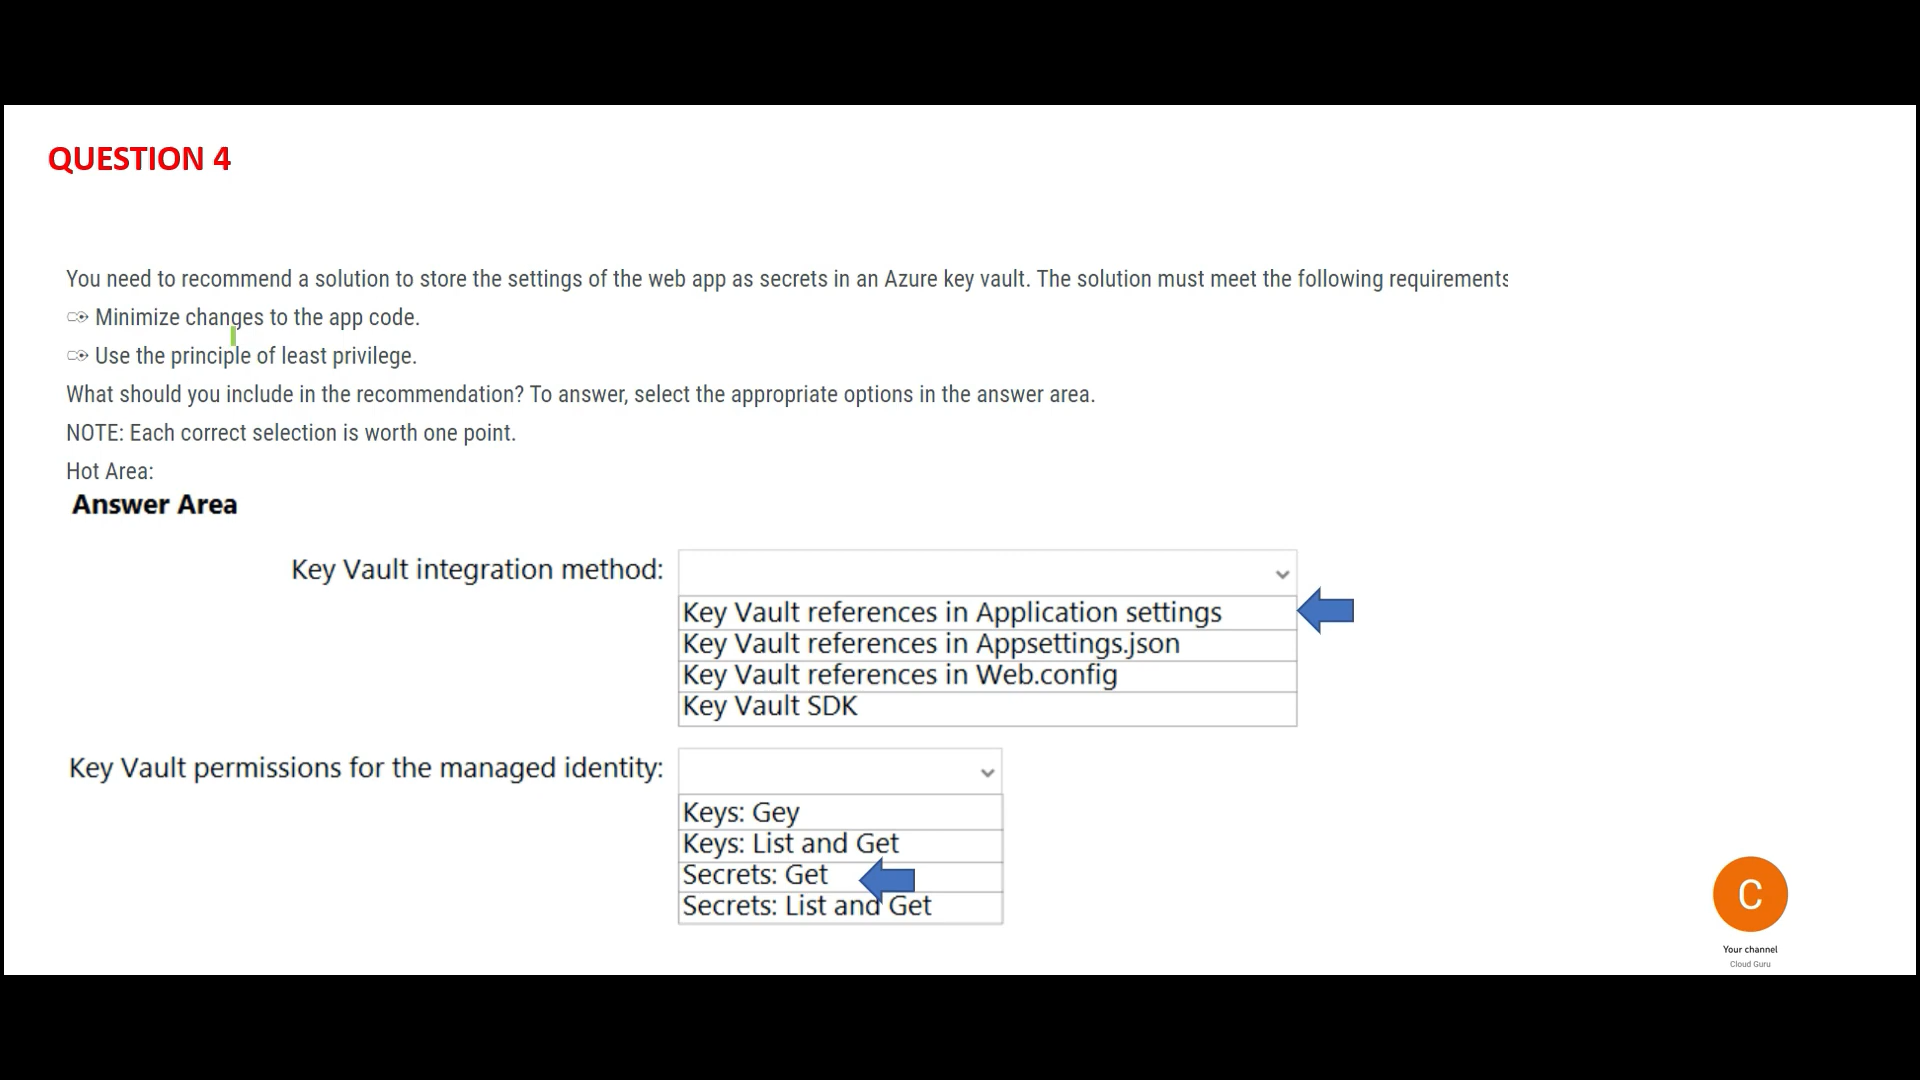 QUESTION 4
You need to recommend a solution to store the settings of the web app as secrets in an Azure key vault. The solution must meet the following requirements
Minimize changes to the app code.
Use the principle of least privilege.
What should you include in the recommendation? To answer, select the appropriate options in the answer area.
NOTE: Each correct selection is worth one point.
Hot Area:
Answer Area
Key Vault integration method:
Key Vault references in Application settings
Key Vault references in Appsettings.json
Key Vault references in Web.config
Key Vault SDK
Key Vault permissions for the managed identity:
Keys: Gey
Keys: List and Get
Secrets: Get
Secrets: List and Get
C
Your channel
Cloud Guru